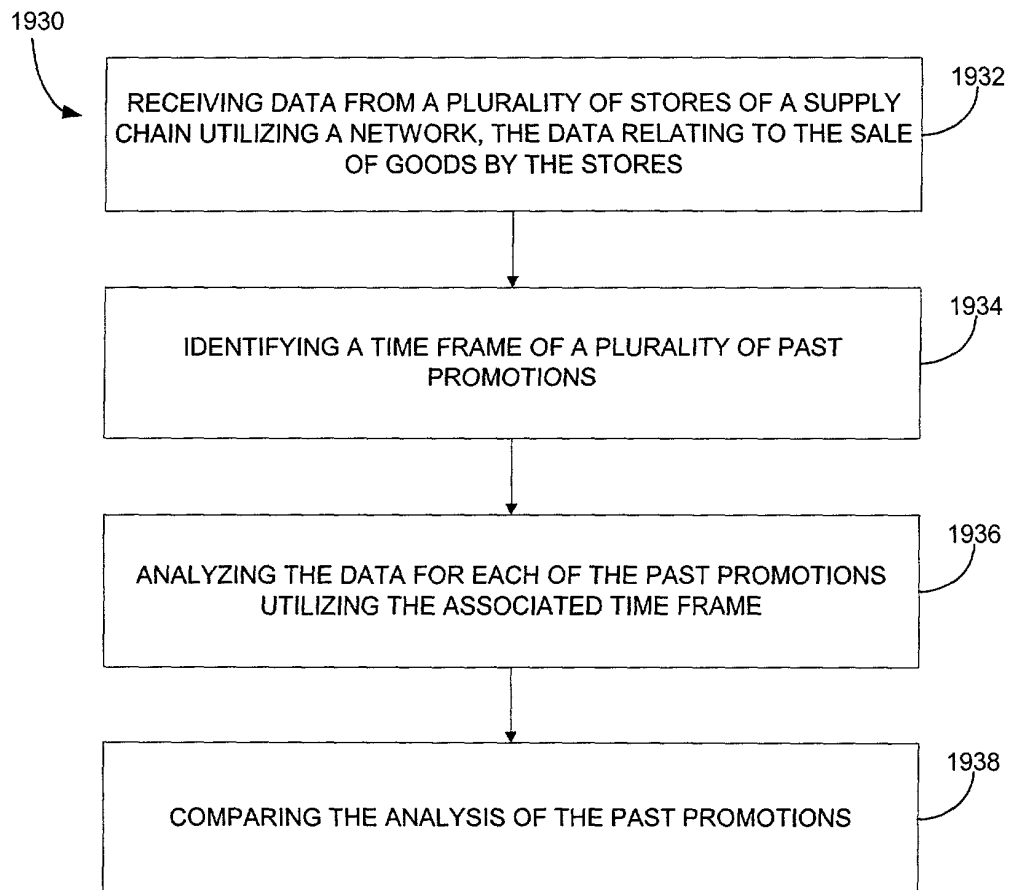 1930
1932
RECEIVING DATA FROM A PLURALITY OF STORES OF A SUPPLY
CHAIN UTILIZING A NETWORK, THE DATA RELATING TO THE SALE
OF GOODS BY THE STORES
1934
IDENTIFYING A TIME FRAME OF A PLURALITY OF PAST
PROMOTIONS
1936
ANALYZING THE DATA FOR EACH OF THE PAST PROMOTIONS
UTILIZING THE ASSOCIATED TIME FRAME
1938
COMPARING THE ANALYSIS OF THE PAST PROMOTIONS